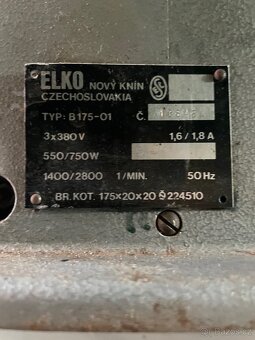 ELKO NOVÝ KNÍN
CZECHOSLOVAKIA
TYP: B175-01 Č.
3x380V 1,6/1,8 A
550/750W
1400/2800 1/MIN. 50Hz
BR. KOT. 175x20x20 Š 224510